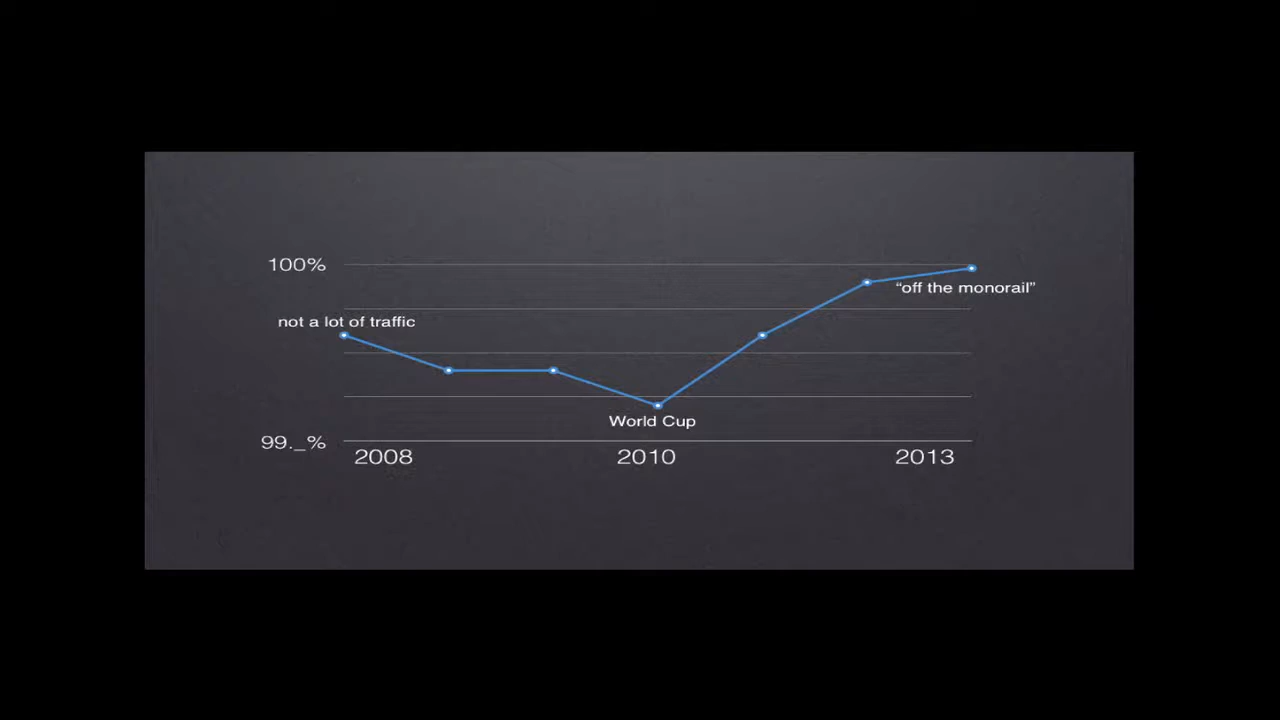 100%
“off the monorail”
not a lot of traffic
World Cup
99._%
2008
2010
2013